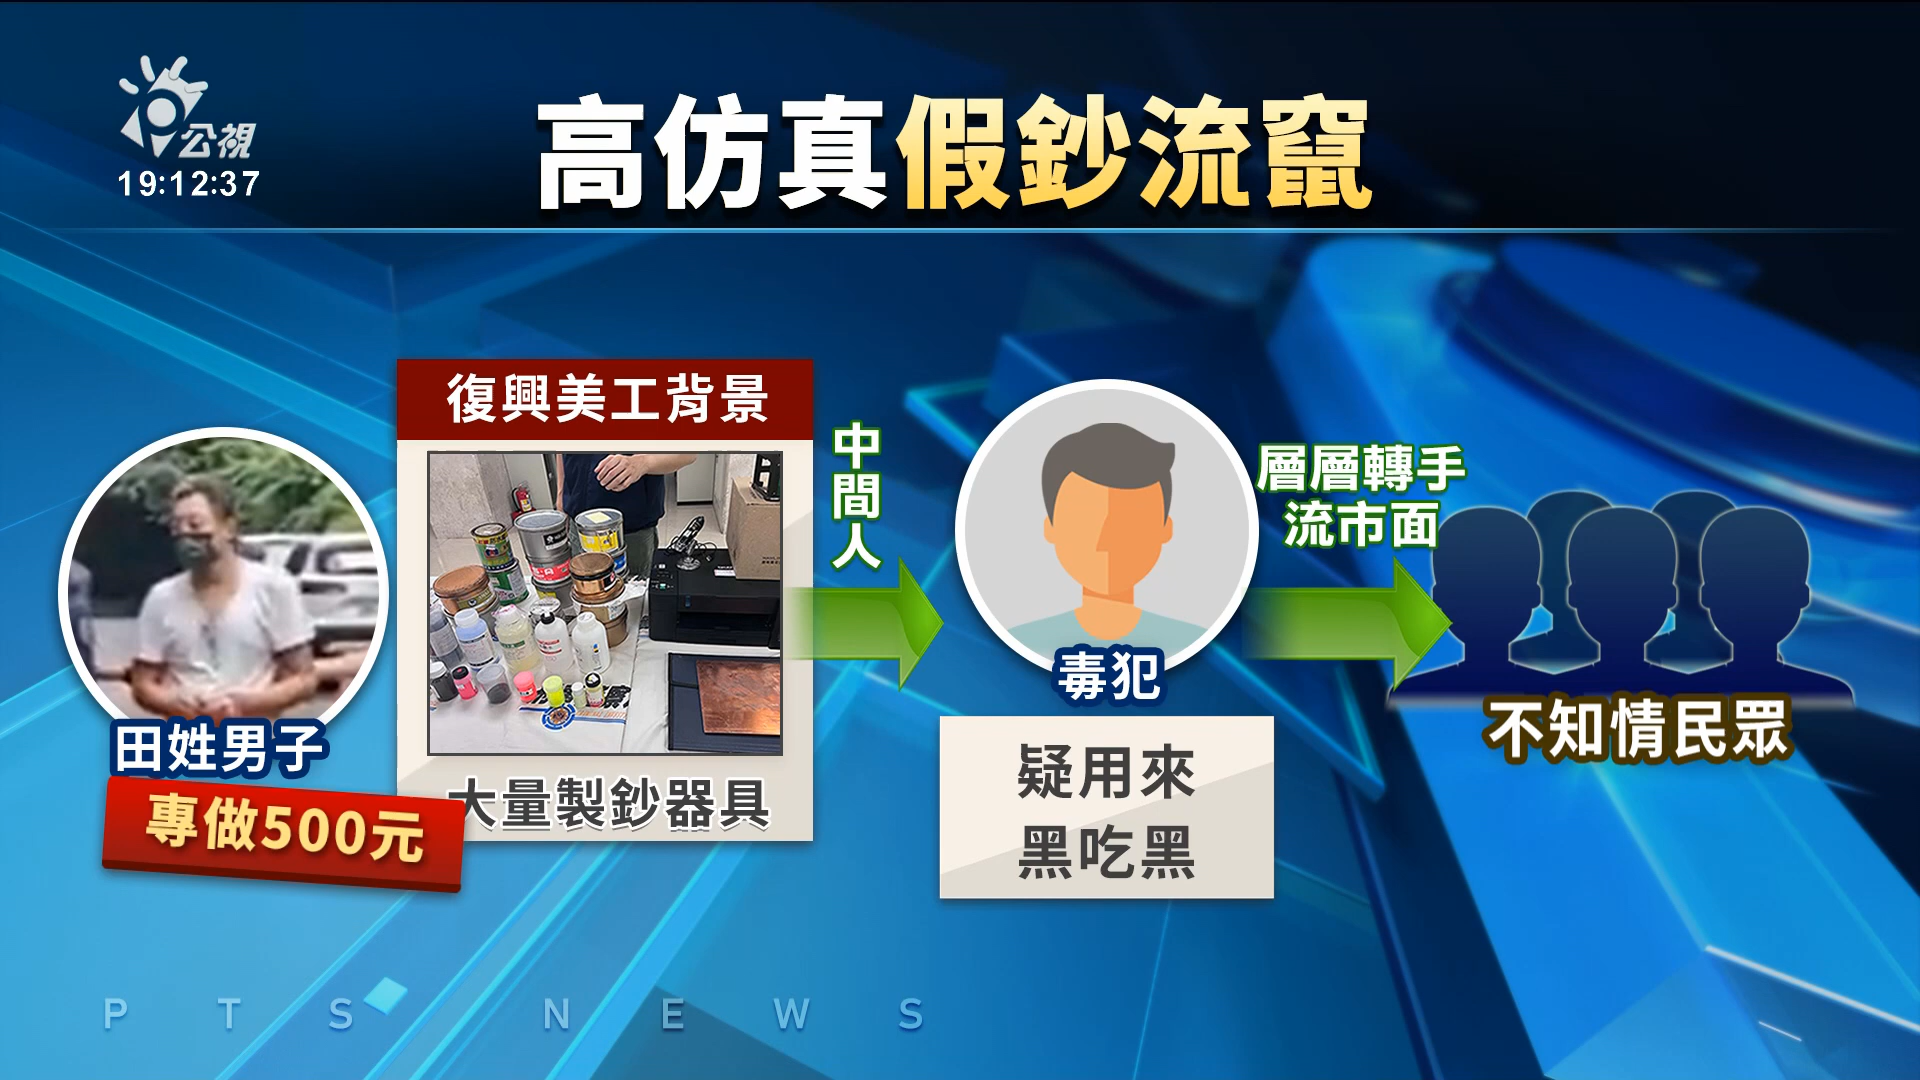 公視
19:12:37
高仿真假鈔流竄
復興美工背景
田姓男子
專做500元
大量製鈔器具
中間人
毒犯
疑用來
黑吃黑
層層轉手
流市面
不知情民眾
PTS NEWS